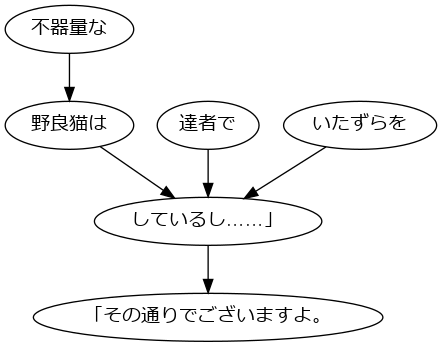 不器量な
野良猫は
達者で
いたずらを
しているし……」
「その通りでございますよ。